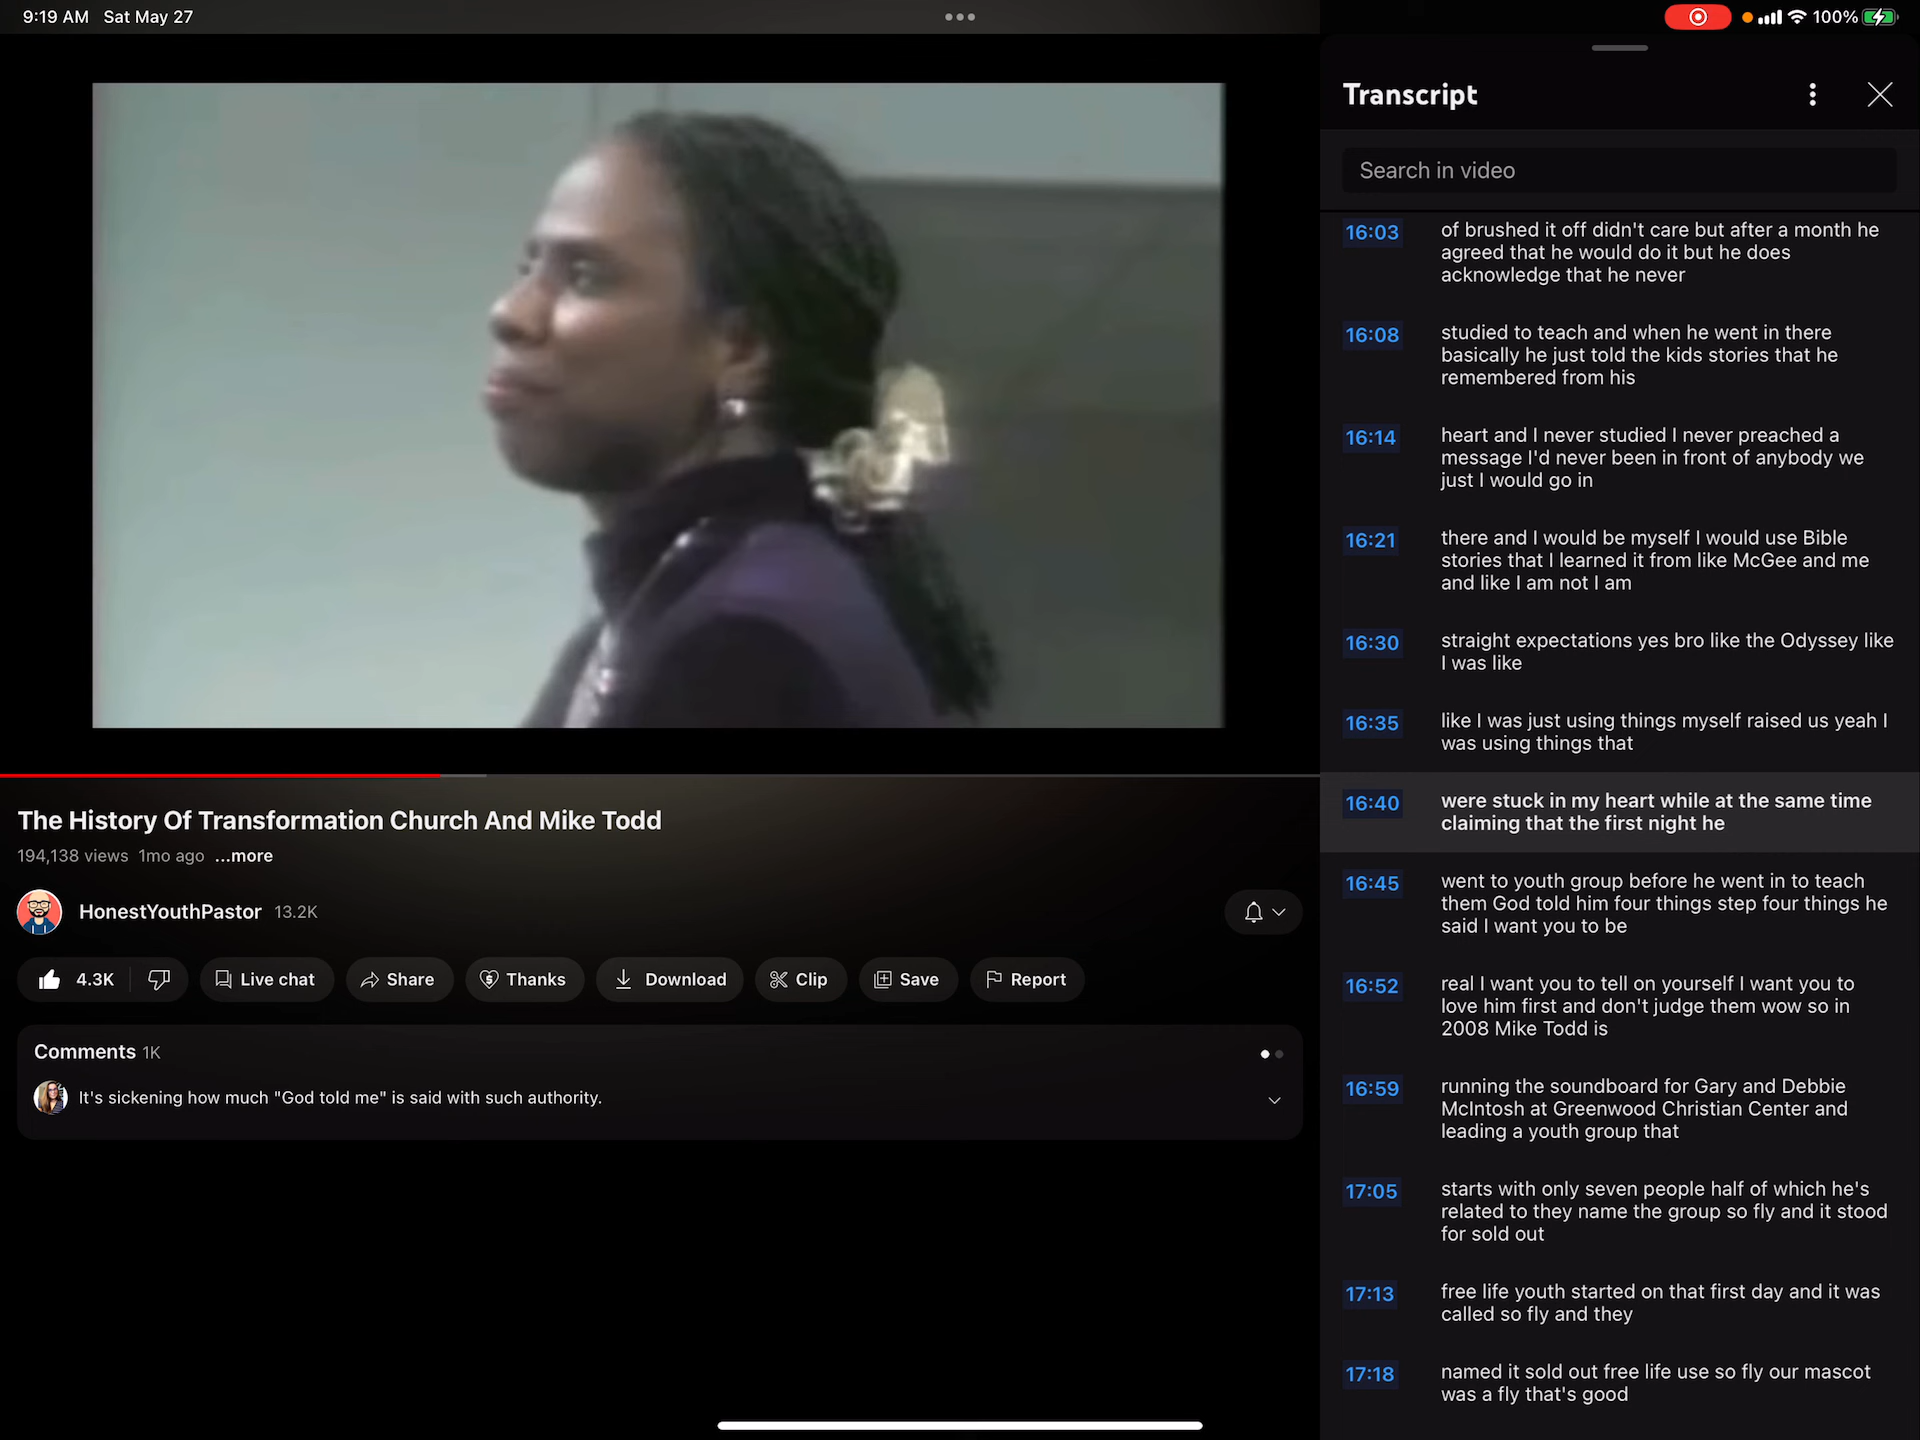 9:19 AM Sat May 27
100%
Transcript
Search in video
16:03
of brushed it off didn't care but after a month he
agreed that he would do it but he does
acknowledge that he never
16:08
studied to teach and when he went in there
basically he just told the kids stories that he
remembered from his
16:14
heart and I never studied I never preached a
message I'd never been in front of anybody we
just I would go in
16:21
there and I would be myself I would use Bible
stories that I learned it from like McGee and me
and like I am not I am
16:30
straight expectations yes bro like the Odyssey like
I was like
16:35
like I was just using things myself raised us yeah I
was using things that
16:40
were stuck in my heart while at the same time
claiming that the first night he
16:45
went to youth group before he went in to teach
them God told him four things step four things he
said I want you to be
16:52
real I want you to tell on yourself I want you to
love him first and don't judge them wow so in
2008 Mike Todd is
16:59
running the soundboard for Gary and Debbie
McIntosh at Greenwood Christian Center and
leading a youth group that
17:05
starts with only seven people half of which he's
related to they name the group so fly and it stood
for sold out
17:13
free life youth started on that first day and it was
called so fly and they
17:18
named it sold out free life use so fly our mascot
was a fly that's good
The History Of Transformation Church And Mike Todd
194,138 views 1mo ago ...more
HonestYouthPastor 13.2K
4.3K Live chat Share Thanks Download Clip Save Report
Comments 1K
It's sickening how much "God told me" is said with such authority.